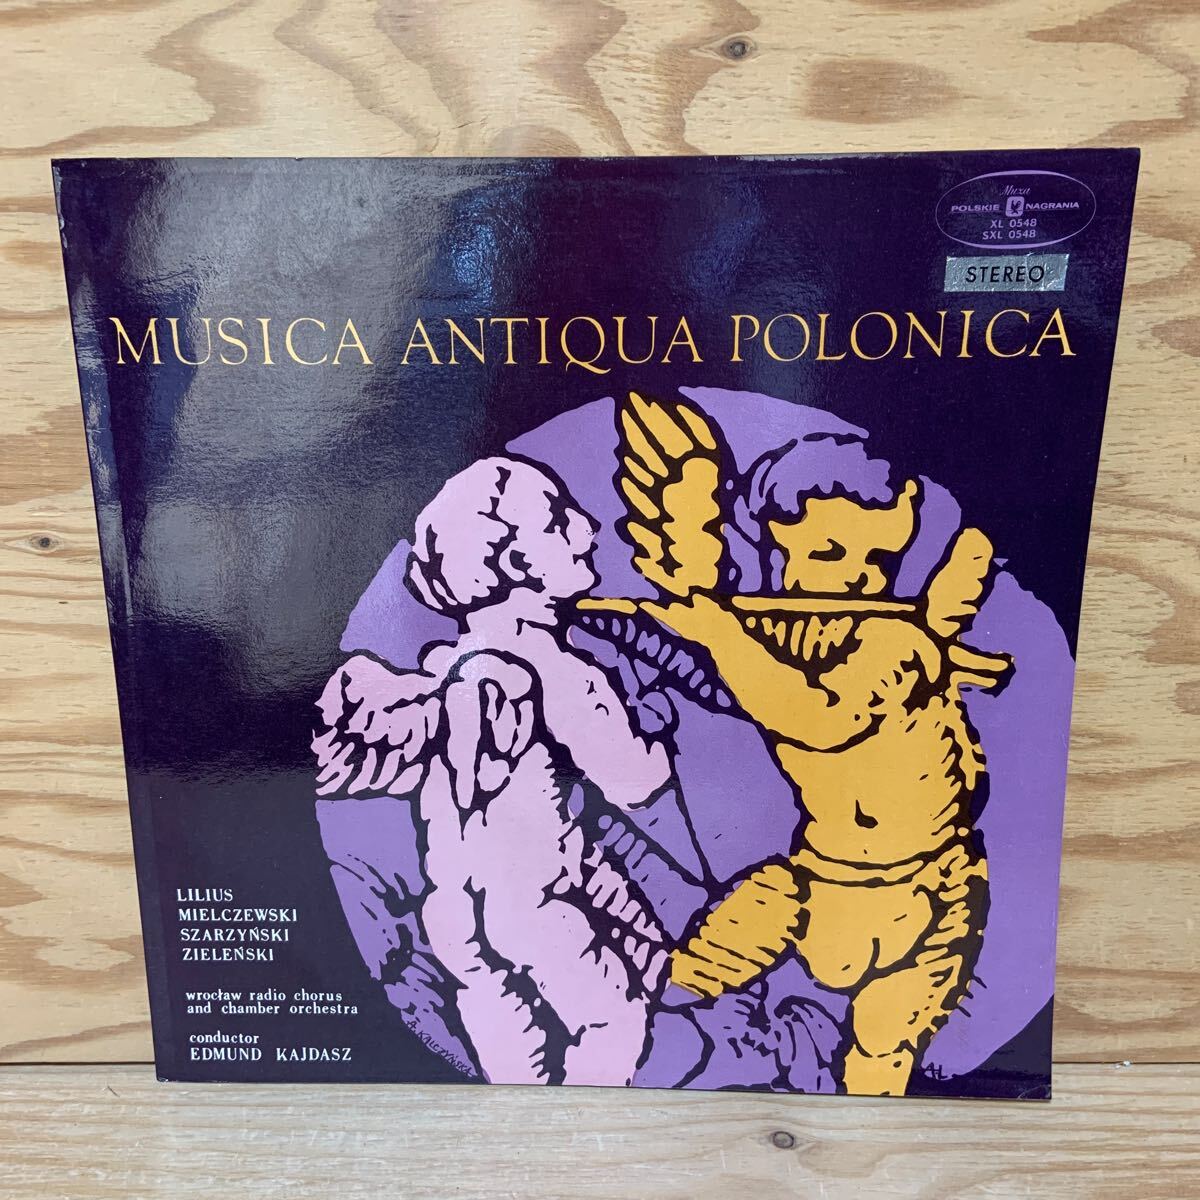 Muza
POLSKIE NAGRANIA
XL 0548
SXL 0548
STEREO
MUSICA ANTIQUA POLONICA
LILIUS
MIELCZEWSKI
SZARZYŃSKI
ZIELEŃSKI
wrocław radio chorus
and chamber orchestra
conductor
EDMUND KAJDASZ